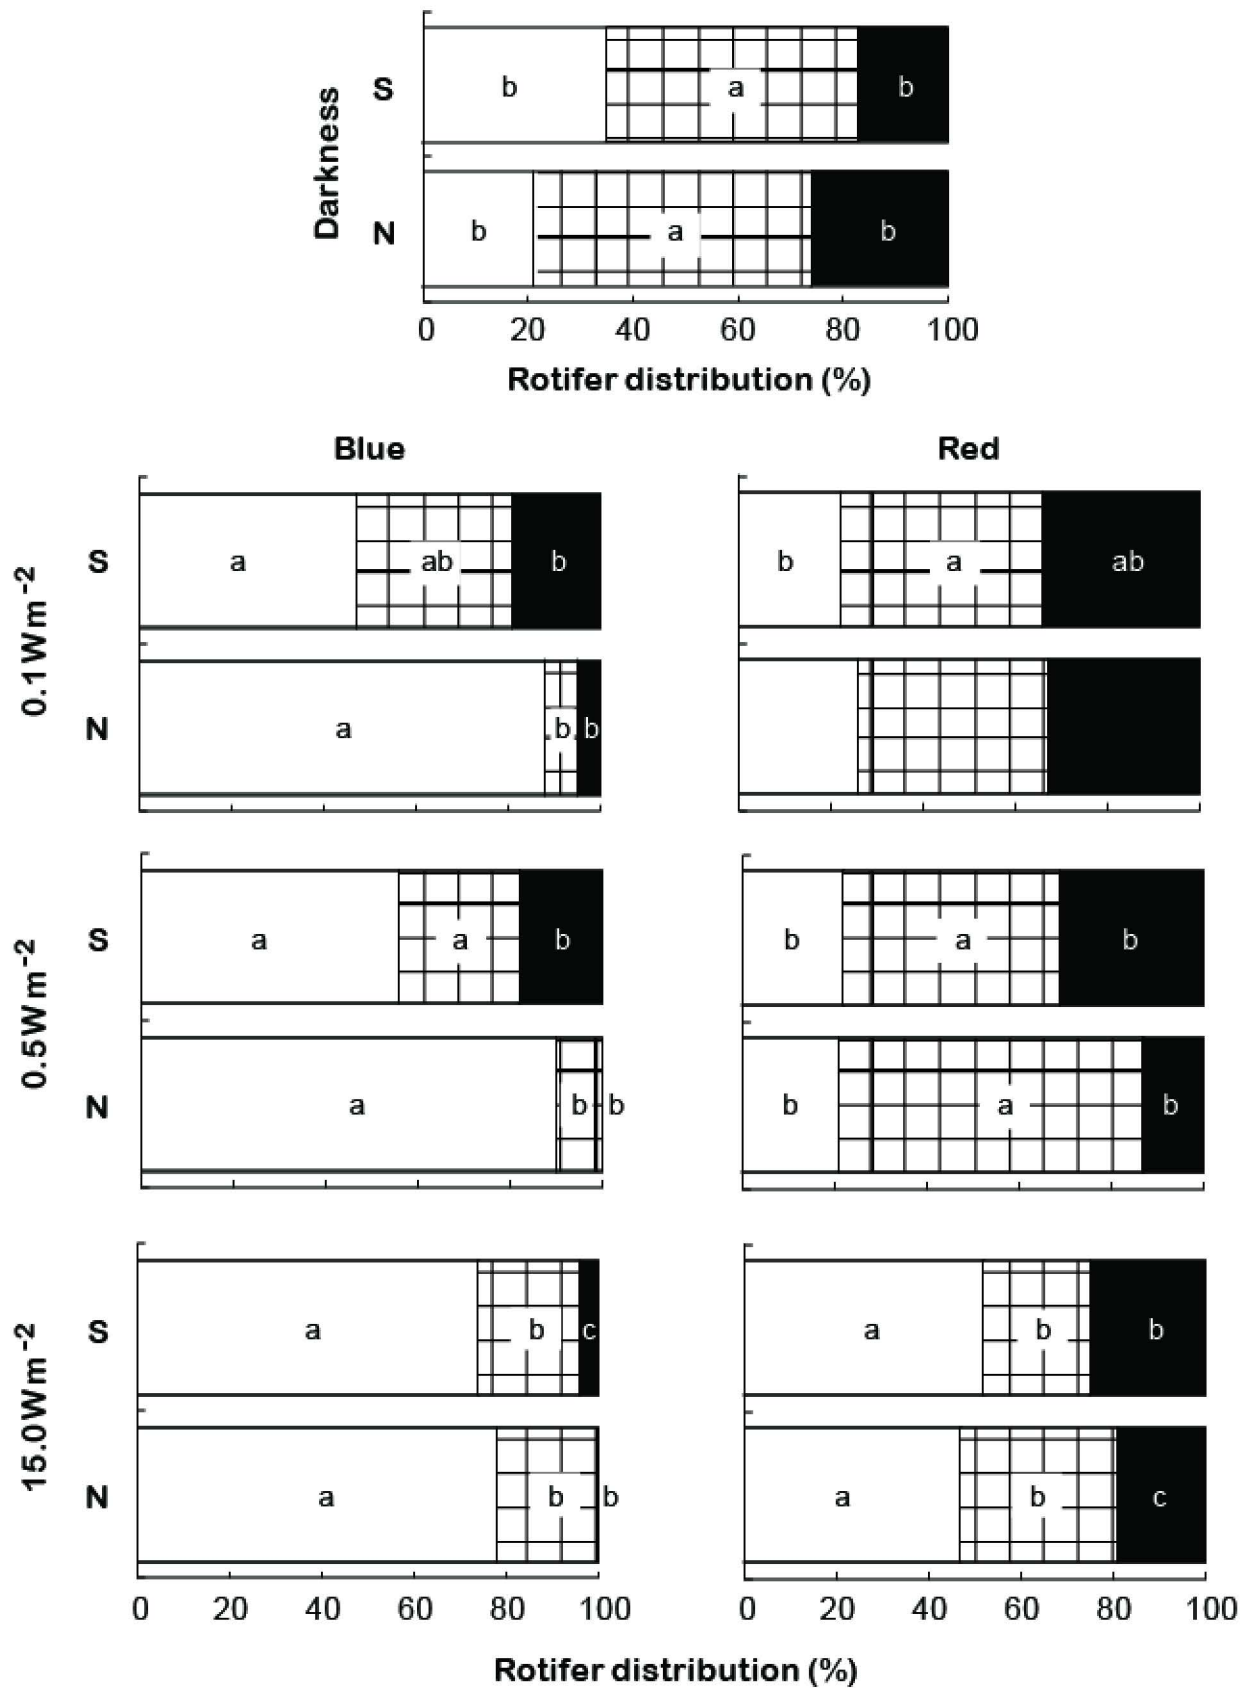 Darkness
S
b a b
N
b a b
0 20 40 60 80 100
Rotifer distribution (%)
Blue Red
0.1Wm-2
S
a ab b
b a ab
N
a b b
0.5Wm-2
S
a a b
b a b
N
a b b
b a b
15.0Wm-2
S
a b c
a b b
N
a b b
a b c
0 20 40 60 80 100
0 20 40 60 80 100
Rotifer distribution (%)